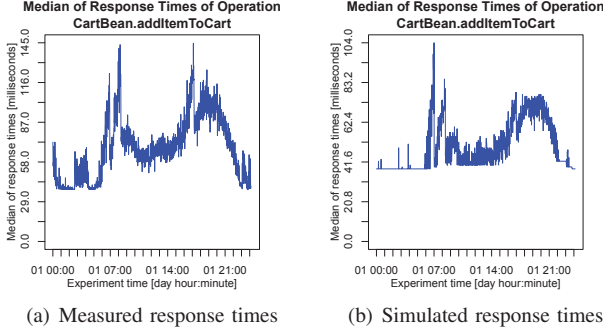 Median of Response Times of Operation
CartBean.addItemToCart
Median of response times [milliseconds]
145.0
116.0
87.0
58.0
29.0
0.0
01 00:00
01 07:00
01 14:00
01 21:00
Experiment time [day hour:minute]
(a) Measured response times
Median of Response Times of Operation
CartBean.addItemToCart
Median of response times [milliseconds]
104.0
83.2
62.4
41.6
20.8
0.0
01 00:00
01 07:00
01 14:00
01 21:00
Experiment time [day hour:minute]
(b) Simulated response times